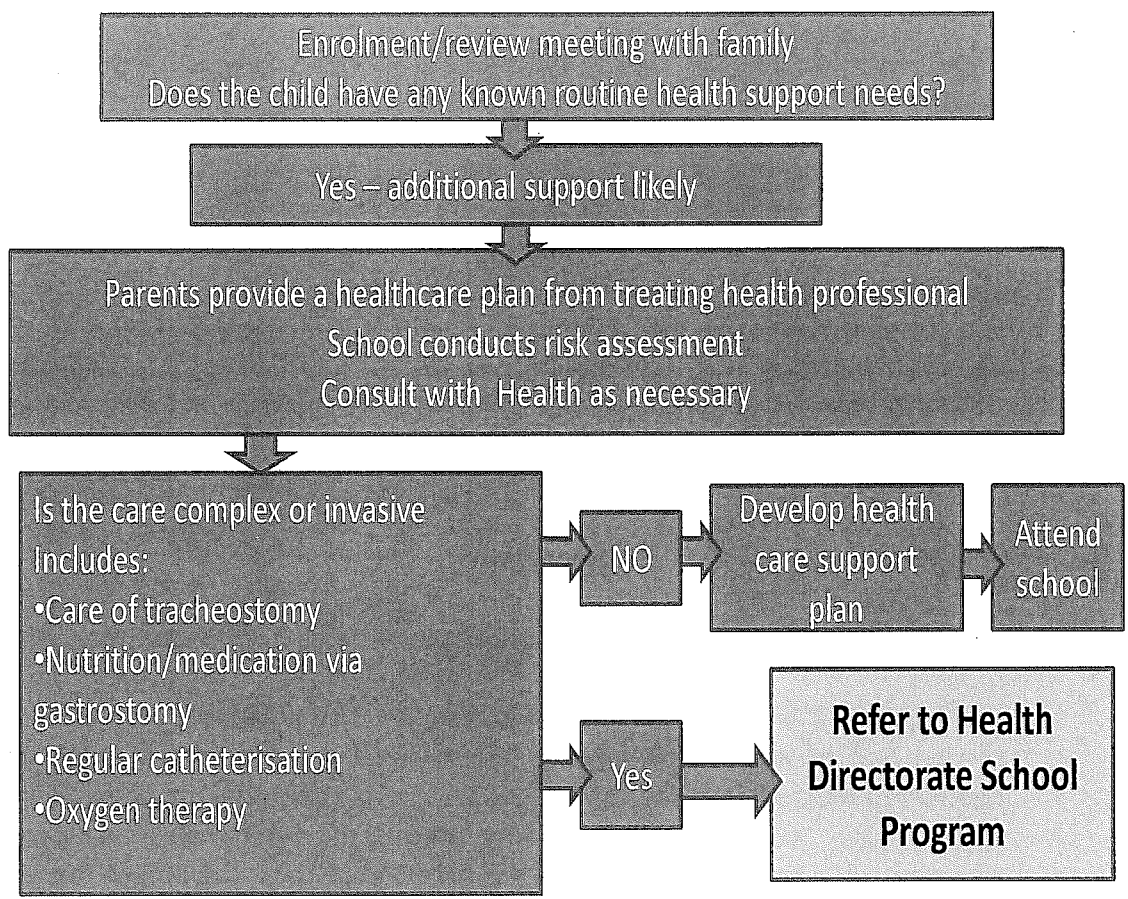 Enrolment/review meeting with family
Does the child have any known routine health support needs?
Yes – additional support likely
Parents provide a healthcare plan from treating health professional
School conducts risk assessment
Consult with Health as necessary
Is the care complex or invasive
Includes:
•Care of tracheostomy
•Nutrition/medication via
gastrostomy
•Regular catheterisation
•Oxygen therapy
NO
Develop health
care support
plan
Attend
school
Yes
Refer to Health
Directorate School
Program